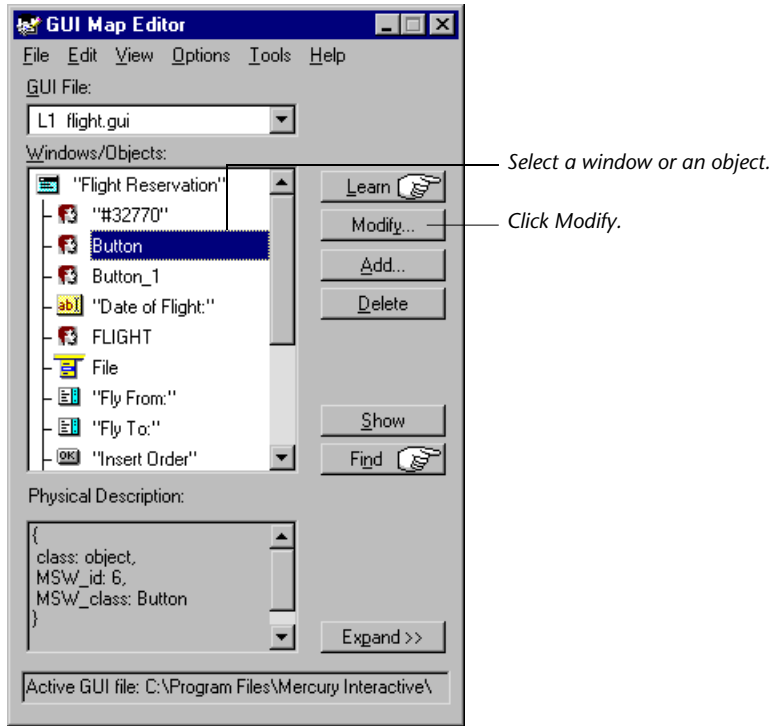 GUI Map Editor
File Edit View Options Tools Help
GUI File:
L1 flight.gui
Windows/Objects:
Select a window or an object.
"Flight Reservation"
Learn
"#32770"
Modify...
Click Modify.
Button
Button_1
Add...
"Date of Flight:"
Delete
FLIGHT
File
"Fly From:"
"Fly To:"
Show
"Insert Order"
Find
Physical Description:
{
class: object,
MSW_id: 6,
MSW_class: Button
}
Expand >>
Active GUI file: C:\Program Files\Mercury Interactive\